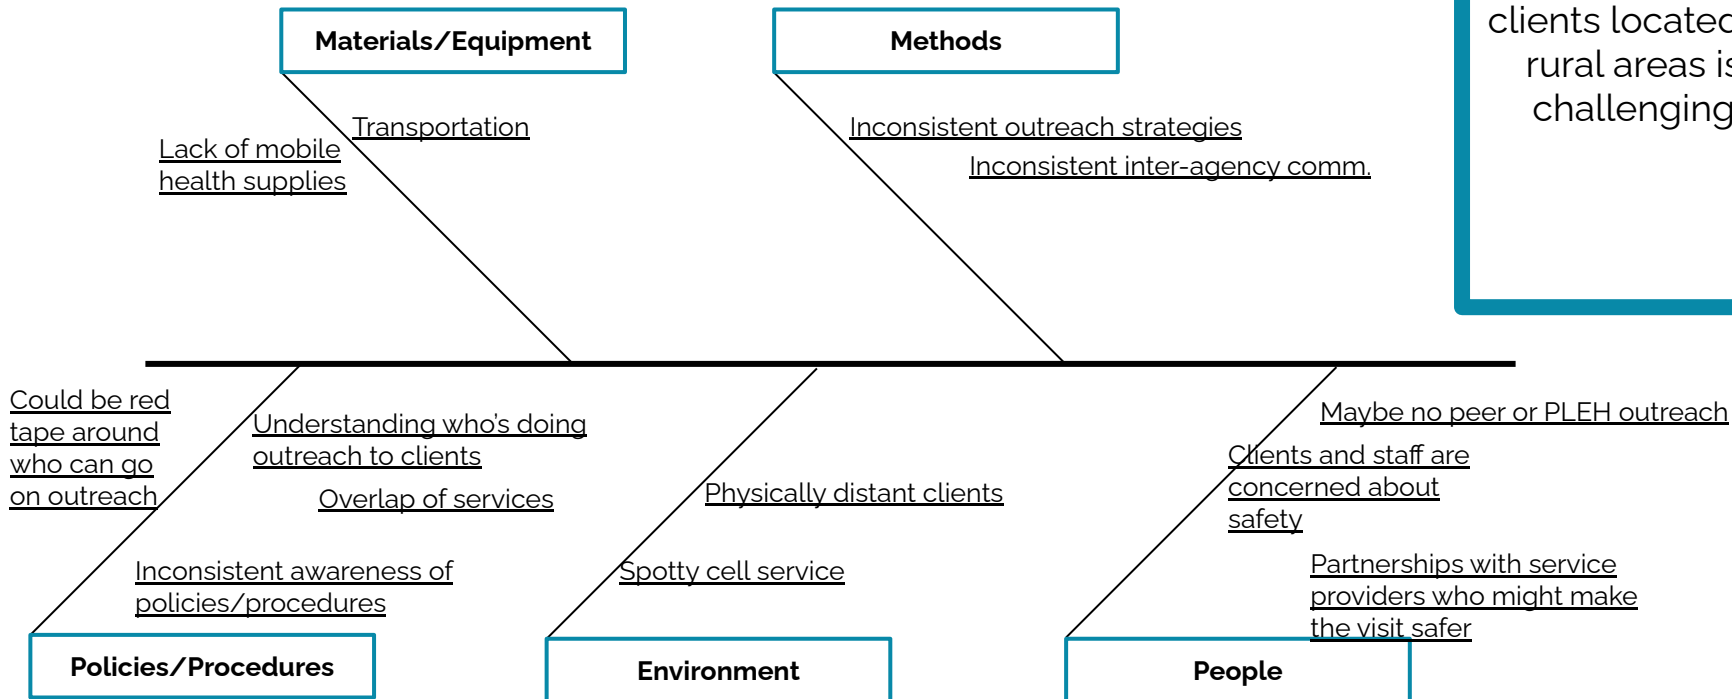 Materials/Equipment
Methods
clients located
rural areas is
challenging
Transportation
Lack of mobile
health supplies
Inconsistent outreach strategies
Inconsistent inter-agency comm.
Could be red
tape around
who can go
on outreach
Understanding who's doing
outreach to clients
Overlap of services
Inconsistent awareness of
policies/procedures
Physically distant clients
Spotty cell service
Maybe no peer or PLEH outreach
Clients and staff are
concerned about
safety
Partnerships with service
providers who might make
the visit safer
Policies/Procedures
Environment
People